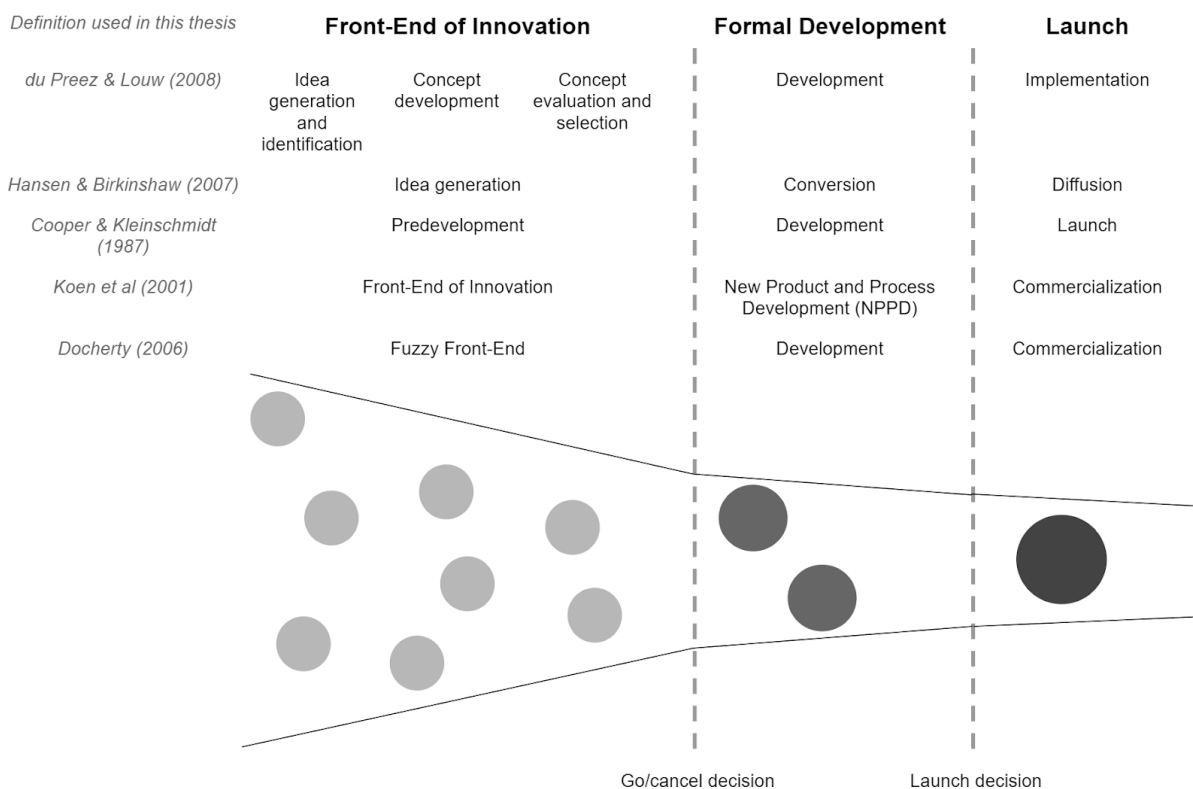 Definition used in this thesis
Front-End of Innovation
Formal Development
Launch
du Preez & Louw (2008)
Idea
generation
and
identification
Concept
development
Concept
evaluation and
selection
Development
Implementation
Hansen & Birkinshaw (2007)
Idea generation
Conversion
Diffusion
Cooper & Kleinschmidt
(1987)
Predevelopment
Development
Launch
Koen et al (2001)
Front-End of Innovation
New Product and Process
Development (NPPD)
Commercialization
Docherty (2006)
Fuzzy Front-End
Development
Commercialization
Go/cancel decision
Launch decision